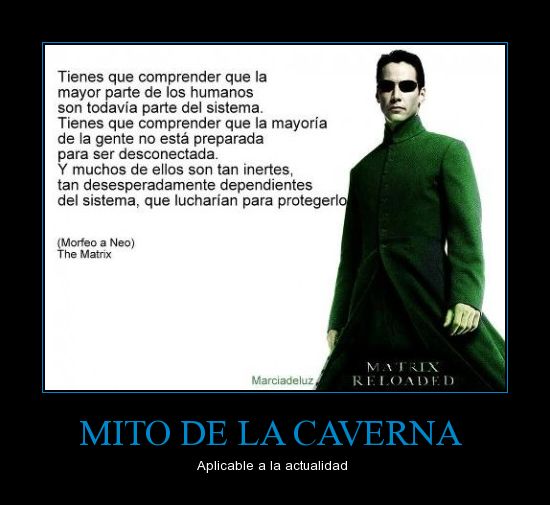 Tienes que comprender que la
mayor parte de los humanos
son todavía parte del sistema.
Tienes que comprender que la mayoría
de la gente no está preparada
para ser desconectada.
Y muchos de ellos son tan inertes,
tan desesperadamente dependientes
del sistema, que lucharían para protegerlo
(Morfeo a Neo)
The Matrix
Marciadeluz
MATRIX
RELOADED
MITO DE LA CAVERNA
Aplicable a la actualidad